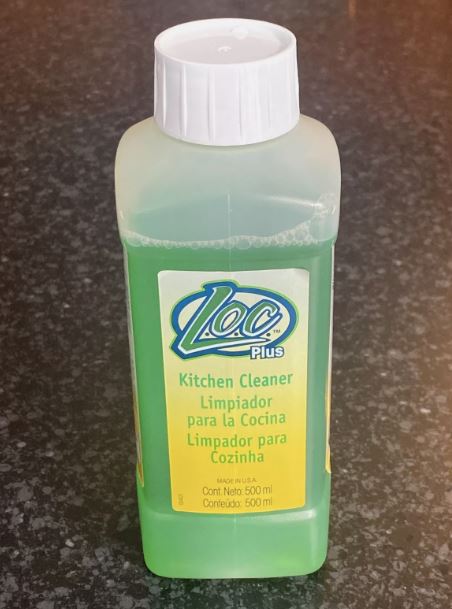 L.O.C.™
Plus
Kitchen Cleaner
Limpiador
para la Cocina
Limpador para
Cozinha
MADE IN U.S.A.
Cont. Neto: 500 ml
Conteúdo: 500 ml